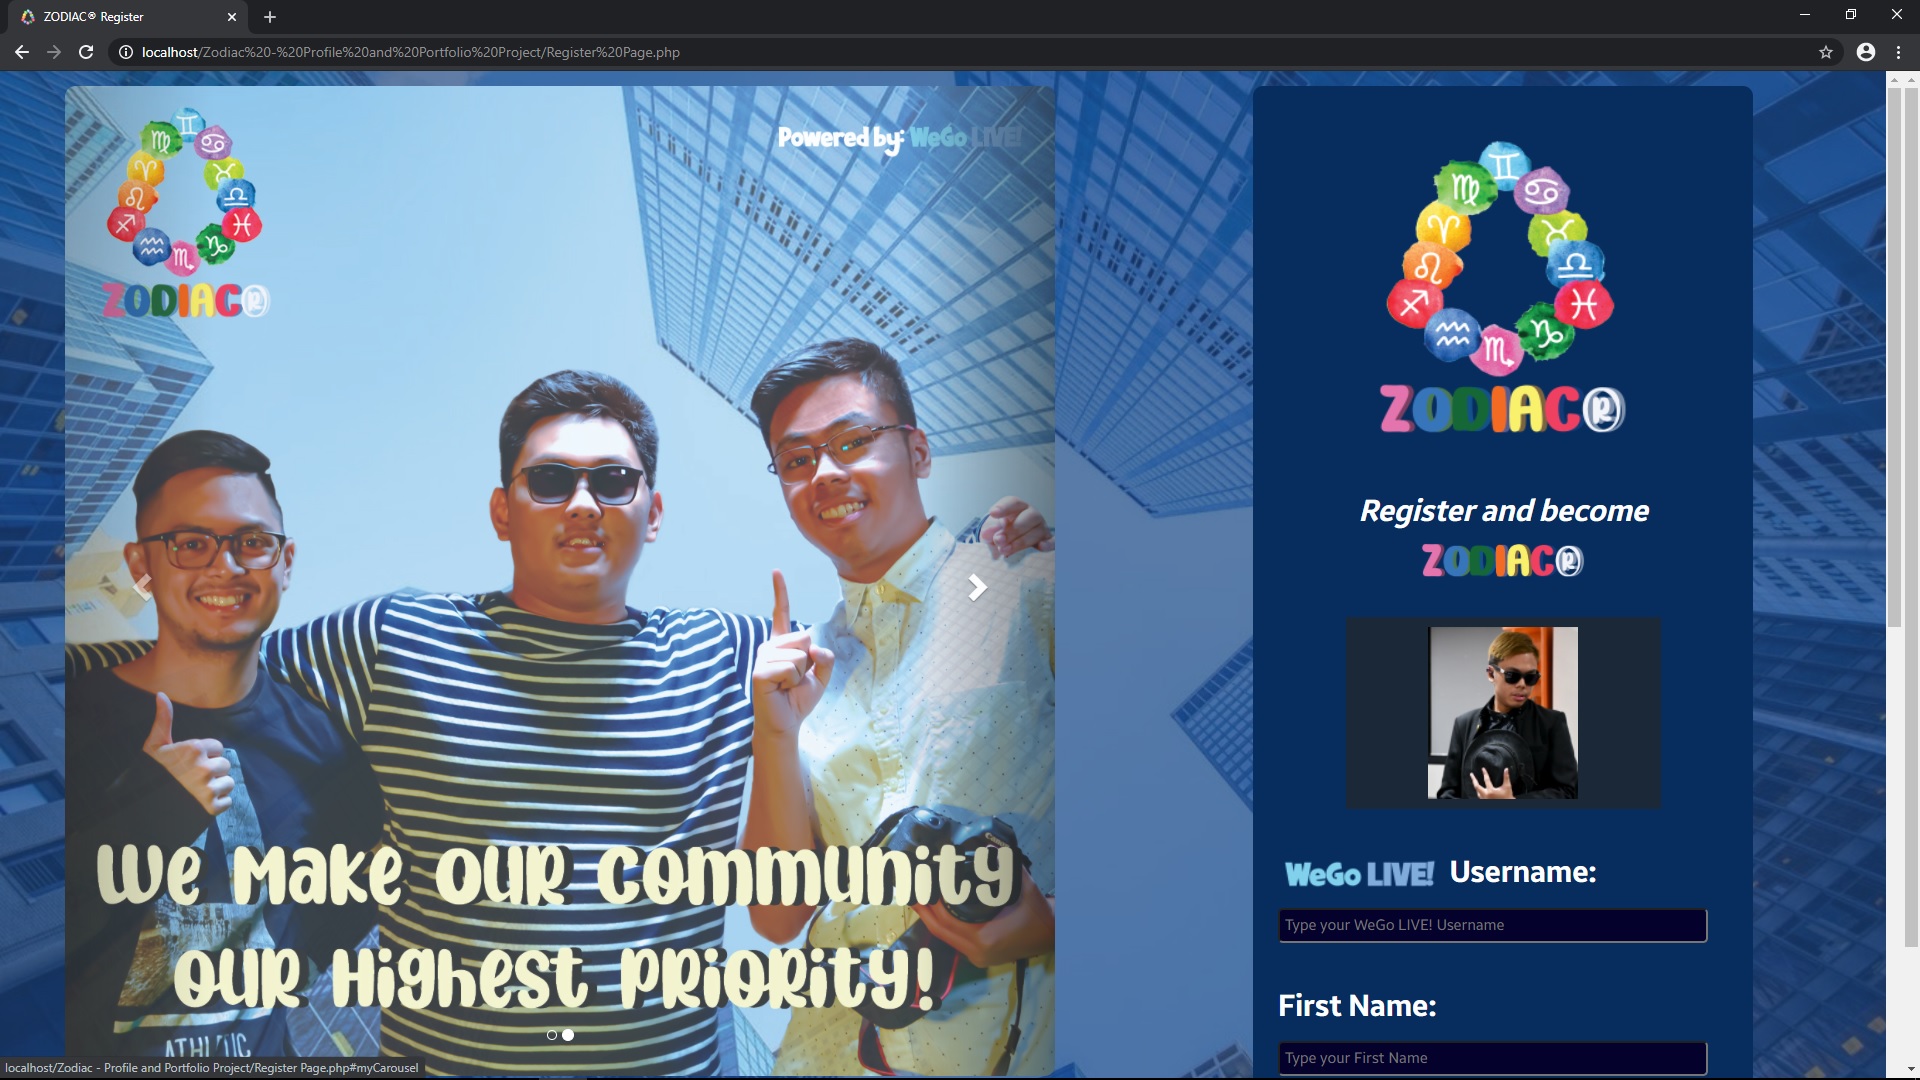 ZODIAC® Register
localhost/Zodiac%20-%20Profile%20and%20Portfolio%20Project/Register%20Page.php
Powered by: WeGo LIVE!
ZODIAC®
We Make Our Community
Our Highest Priority!
ATHLETIC
ZODIAC®
Register and become
ZODIAC®
WeGo LIVE! Username:
Type your WeGo LIVE! Username
First Name:
Type your First Name
localhost/Zodiac - Profile and Portfolio Project/Register Page.php#myCarousel